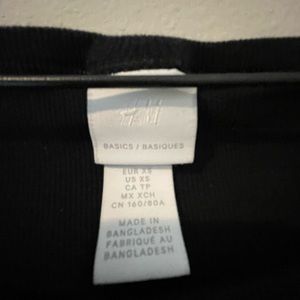 H&M
BASICS / BASIQUES
EUR XS
US XS
CA TP
MX XCH
CN 160/80A
MADE IN
BANGLADESH
FABRIQUÉ AU
BANGLADESH